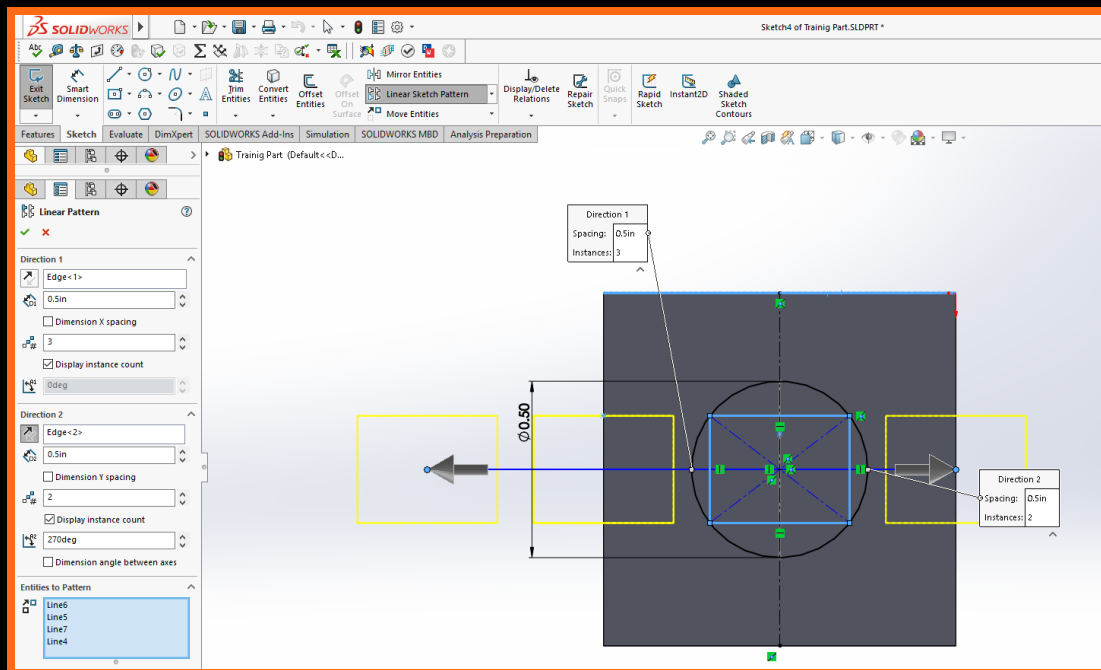 SOLIDWORKS
Sketch4 of Trainig Part.SLDPRT *
Exit Sketch
Smart Dimension
Trim Entities
Convert Entities
Offset Entities
Offset On Surface
Mirror Entities
Linear Sketch Pattern
Move Entities
Display/Delete Relations
Repair Sketch
Quick Snaps
Rapid Sketch
Instant2D
Shaded Sketch Contours
Features
Sketch
Evaluate
DimXpert
SOLIDWORKS Add-Ins
Simulation
SOLIDWORKS MBD
Analysis Preparation
Trainig Part (Default<<D...
Linear Pattern
Direction 1
Edge<1>
0.5in
Dimension X spacing
3
Display instance count
0deg
Direction 2
Edge<2>
0.5in
Dimension Y spacing
2
Display instance count
270deg
Dimension angle between axes
Entities to Pattern
Line6
Line5
Line7
Line4
Direction 1
Spacing: 0.5in
Instances: 3
∅0.50
Direction 2
Spacing: 0.5in
Instances: 2